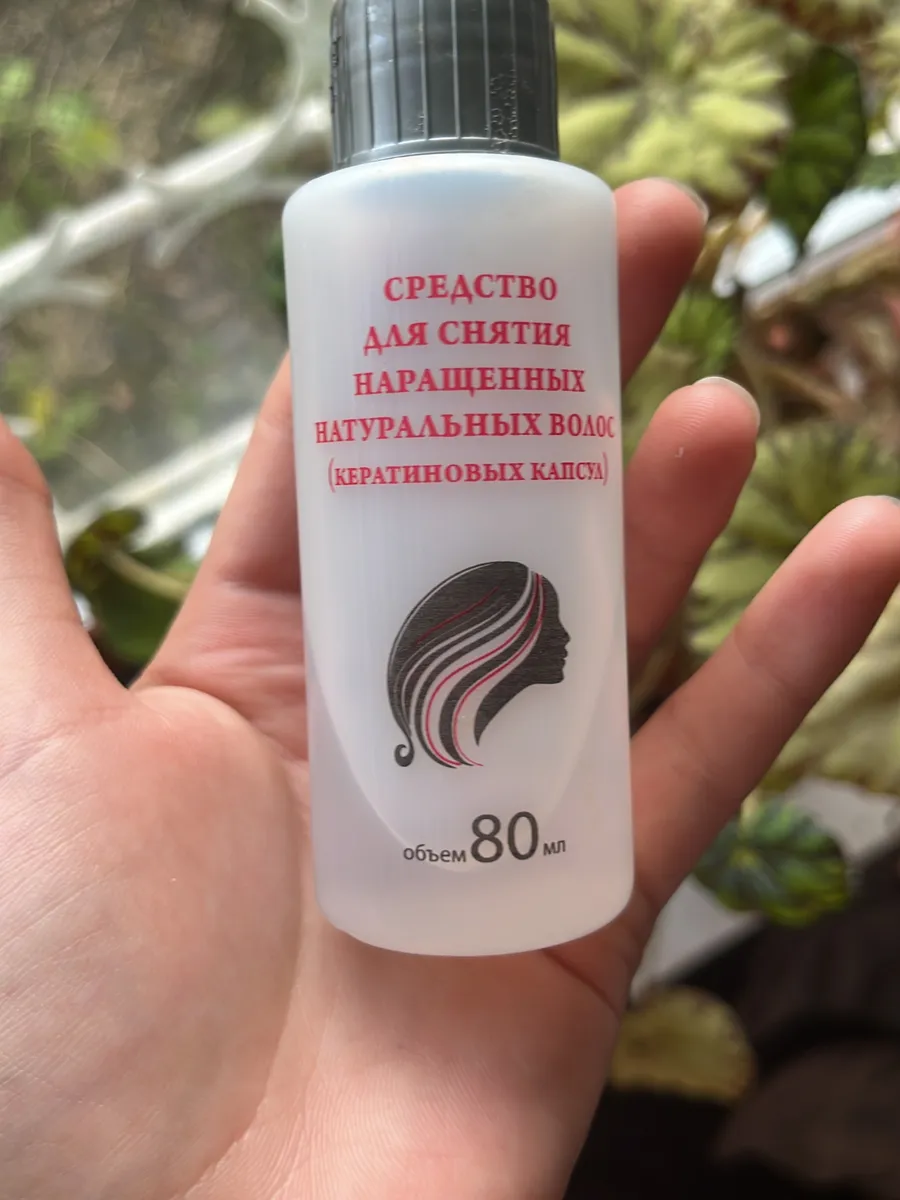 СРЕДСТВО
ДЛЯ СНЯТИЯ
НАРАЩЕННЫХ
НАТУРАЛЬНЫХ ВОЛОС
(КЕРАТИНОВЫХ КАПСУЛ)
объем 80 мл